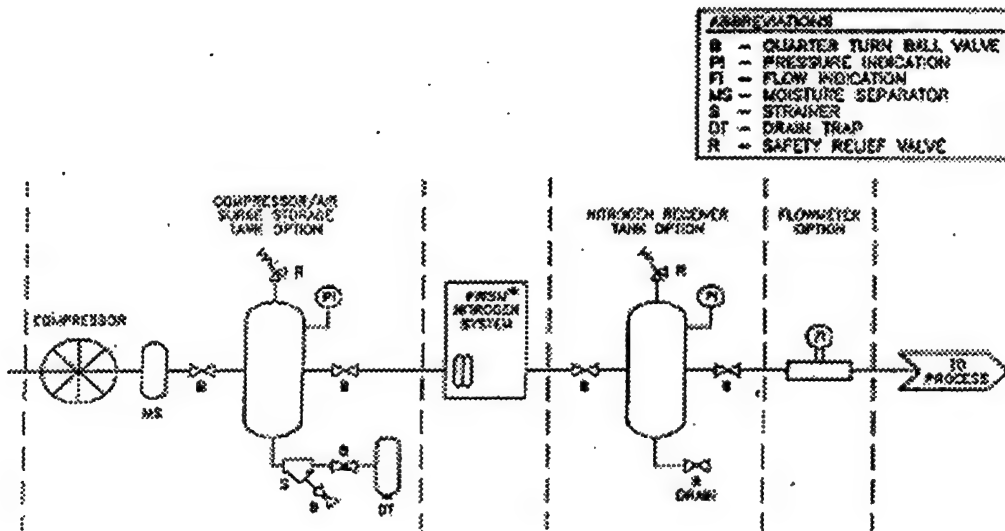 ABBREVIATIONS
B - QUARTER TURN BALL VALVE
PI - PRESSURE INDICATION
FI - FLOW INDICATION
MS - MOISTURE SEPARATOR
S - STRAINER
DT - DRAIN TRAP
R - SAFETY RELIEF VALVE
COMPRESSOR/AIR
SURGE STORAGE
TANK OPTION
NITROGEN RECEIVER
TANK OPTION
FLOWMETER
OPTION
R
R
PI
PI
COMPRESSOR
PRISM
NITROGEN
SYSTEM
FI
TO
PROCESS
MS
B
B
B
B
B
S
B
DT
DRAIN